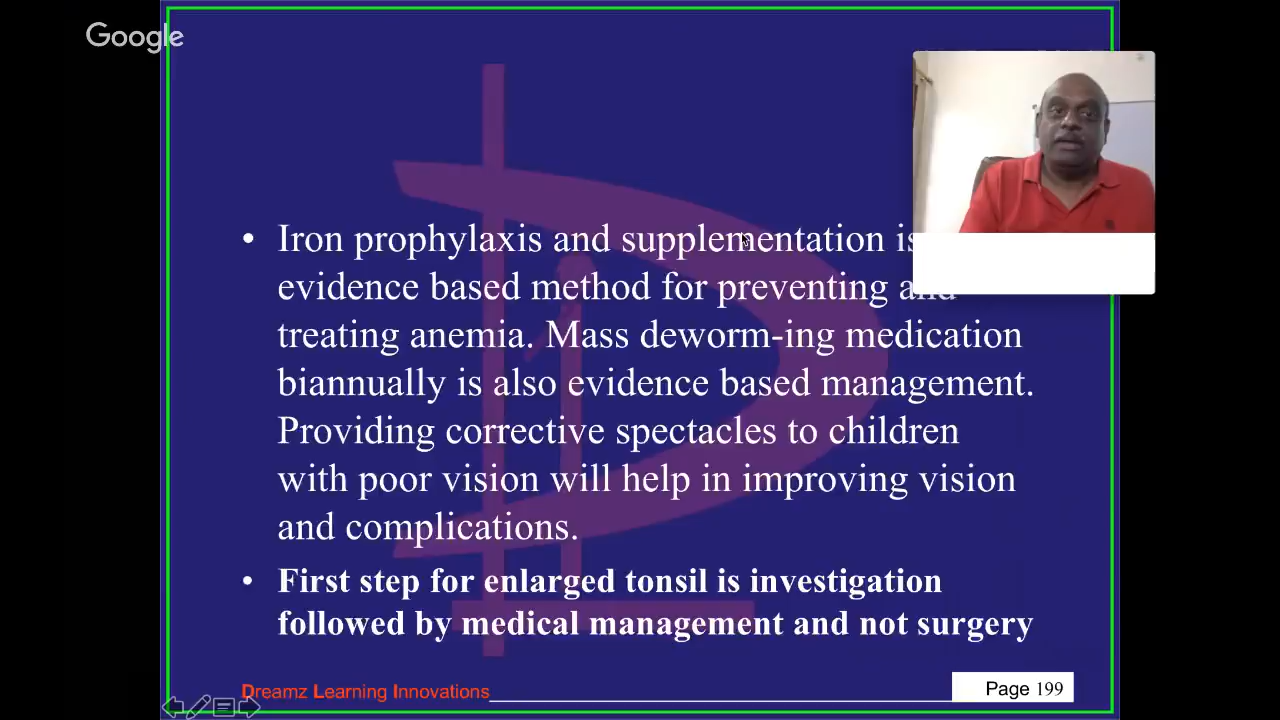 Google
• Iron prophylaxis and supplementation is
evidence based method for preventing and
treating anemia. Mass deworm-ing medication
biannually is also evidence based management.
Providing corrective spectacles to children
with poor vision will help in improving vision
and complications.
• First step for enlarged tonsil is investigation
followed by medical management and not surgery
Dreamz Learning Innovations
Page 199